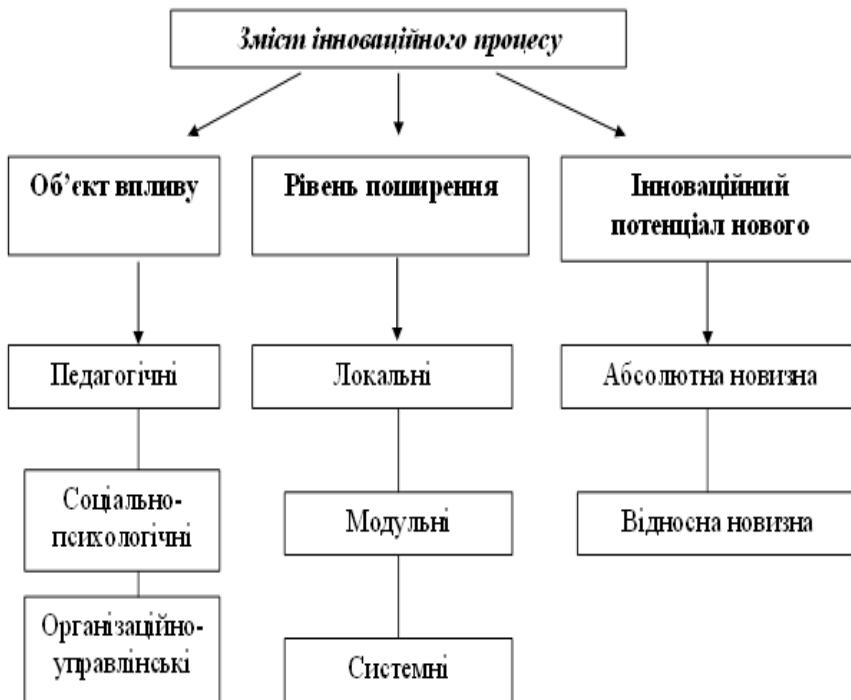 Зміст інноваційного процесу
Об’єкт впливу
Рівень поширення
Інноваційний
потенціал нового
Педагогічні
Локальні
Абсолютна новизна
Соціально-
психологічні
Модульні
Відносна новизна
Організаційно-
управлінські
Системні